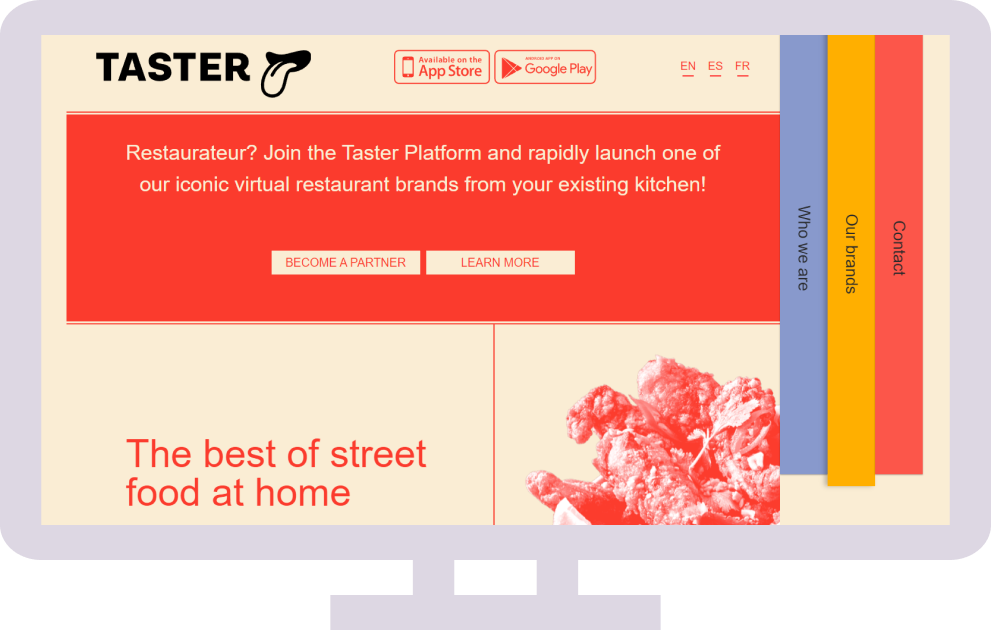 TASTER
Available on the
App Store
ANDROID APP ON
Google Play
EN ES FR
Restaurateur? Join the Taster Platform and rapidly launch one of
our iconic virtual restaurant brands from your existing kitchen!
BECOME A PARTNER
LEARN MORE
The best of street
food at home
Who we are
Our brands
Contact